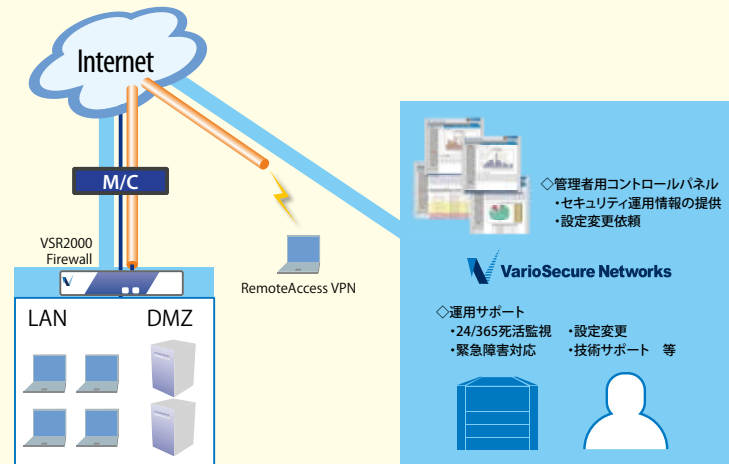 Internet
M/C
VSR2000
Firewall
RemoteAccess VPN
LAN DMZ
◇管理者用コントロールパネル
・セキュリティ運用情報の提供
・設定変更依頼
VarioSecure Networks
◇運用サポート
・24/365死活監視 ・設定変更
・緊急障害対応 ・技術サポート 等